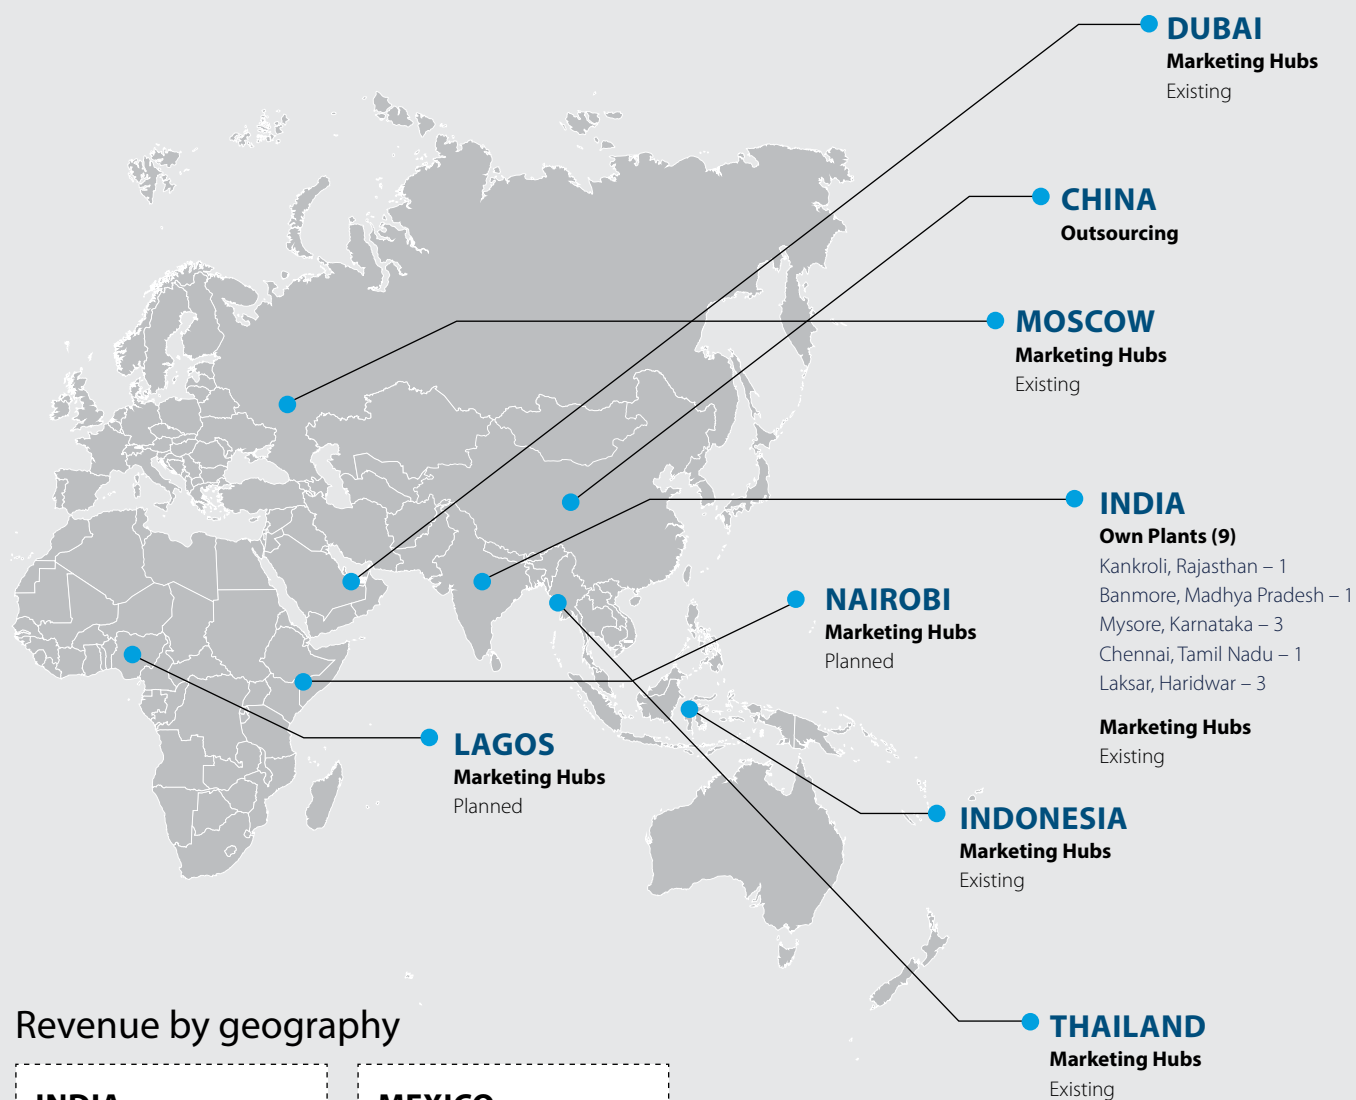 DUBAI
Marketing Hubs
Existing
CHINA
Outsourcing
MOSCOW
Marketing Hubs
Existing
INDIA
Own Plants (9)
Kankroli, Rajasthan – 1
Banmore, Madhya Pradesh – 1
Mysore, Karnataka – 3
Chennai, Tamil Nadu – 1
Laksar, Haridwar – 3
Marketing Hubs
Existing
NAIROBI
Marketing Hubs
Planned
LAGOS
Marketing Hubs
Planned
INDONESIA
Marketing Hubs
Existing
THAILAND
Marketing Hubs
Existing
Revenue by geography
INDIA
MEXICO